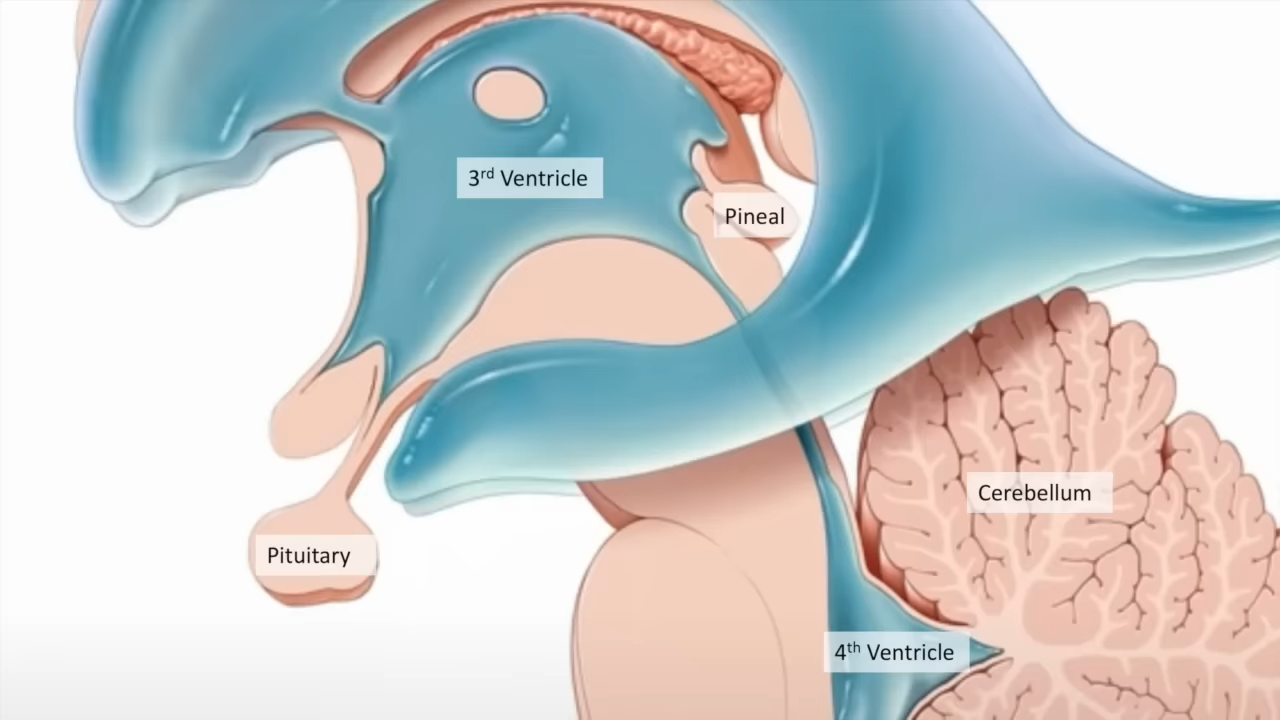 3rd Ventricle
Pineal
Cerebellum
Pituitary
4th Ventricle